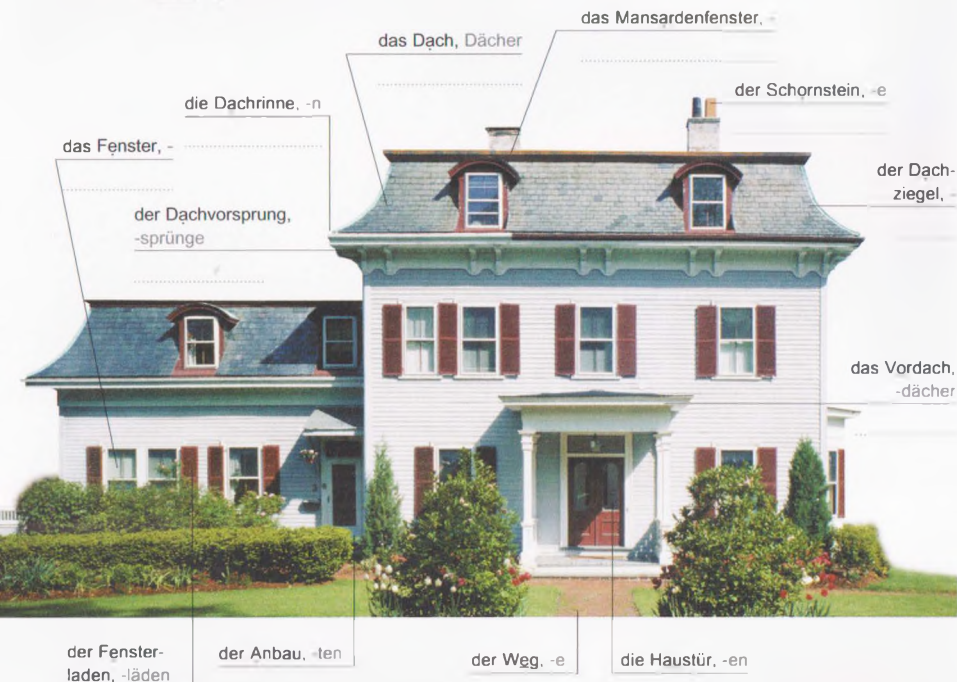 das Mansardenfenster, -
das Dach, Dächer
der Schornstein, -e
die Dachrinne, -n
das Fenster, -
der Dach-
ziegel, -
der Dachvorsprung,
-sprünge
das Vordach,
-dächer
der Fenster-
laden, -läden
der Anbau, -ten
der Weg, -e
die Haustür, -en